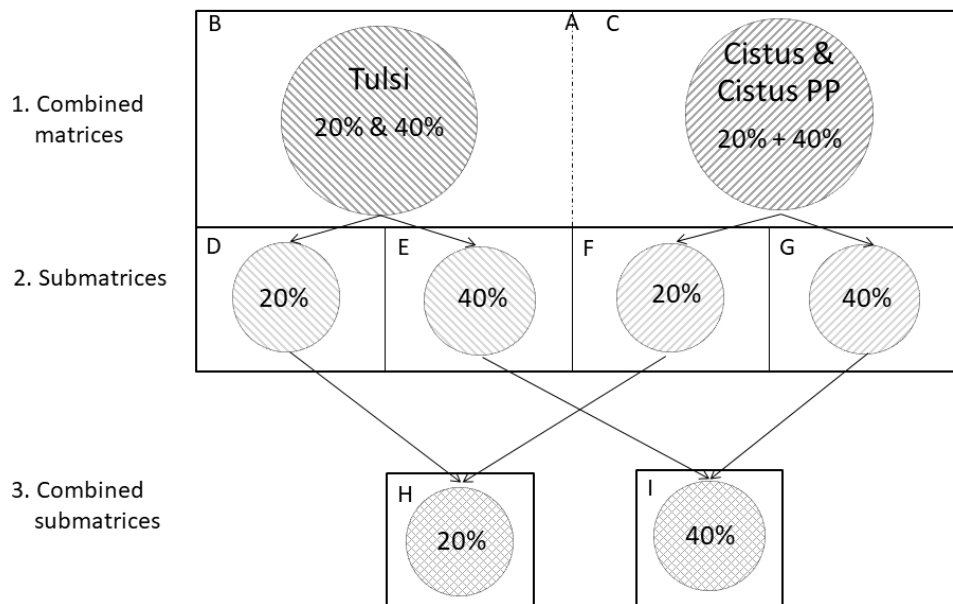 B
A
C
Tulsi
20% & 40%
Cistus &
Cistus PP
20% + 40%
1. Combined
matrices
D
E
F
G
2. Submatrices
20%
40%
20%
40%
3. Combined
submatrices
H
I
20%
40%